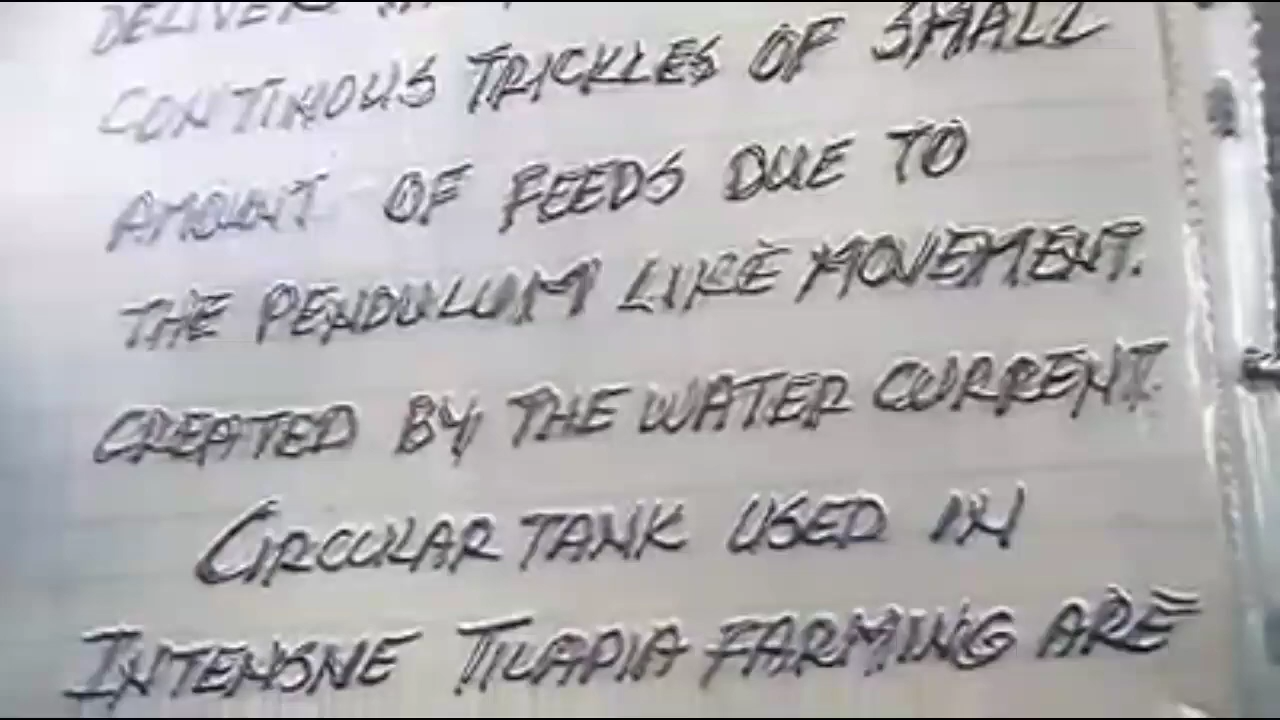 CONTINOUS TRICKLES OF SMALL
AMOUNT OF FEEDS DUE TO
THE PENDULUM LIKE MOVEMENT.
CREATED BY THE WATER CURRENT.
CIRCULAR TANK USED IN
INTENSIVE TILAPIA FARMING ARE